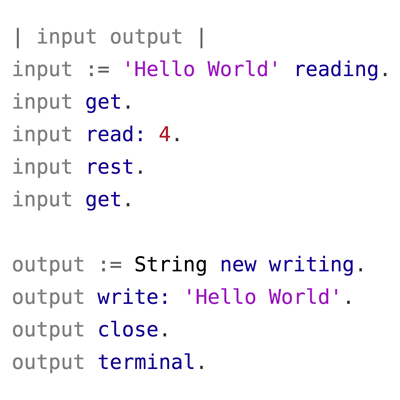 | input output |
input := 'Hello World' reading.
input get.
input read: 4.
input rest.
input get.
output := String new writing.
output write: 'Hello World'.
output close.
output terminal.